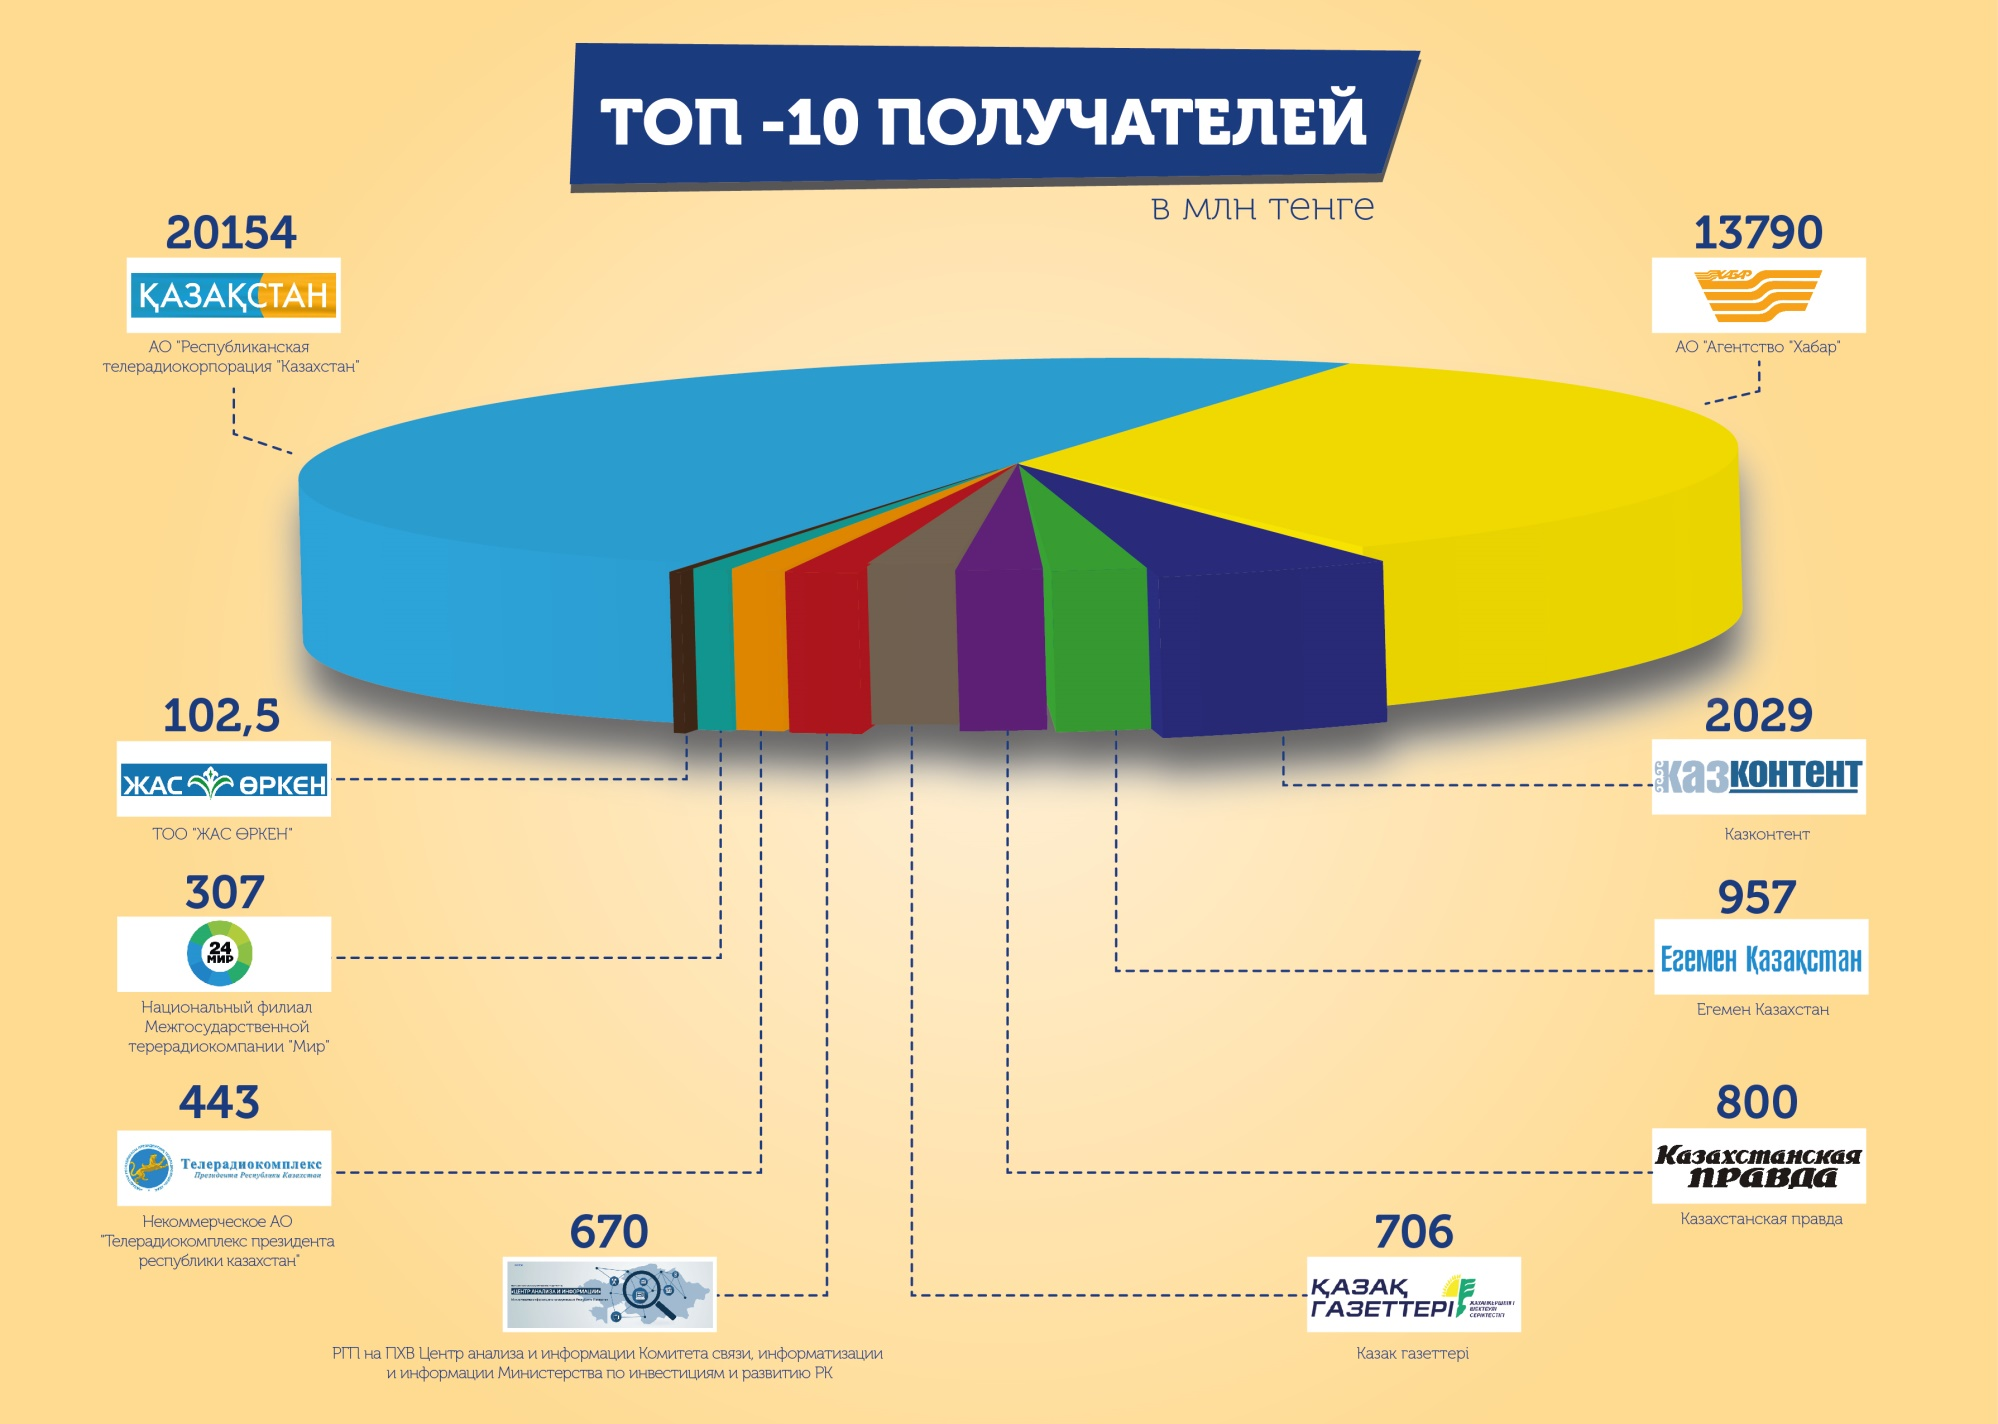 ТОП -10 ПОЛУЧАТЕЛЕЙ
в млн тенге
20154
ҚАЗАҚСТАН
АО "Республиканская
телерадиокорпорация "Казахстан"
13790
ХАБАР
АО "Агентство "Хабар"
102,5
ЖАС ӨРКЕН
ТОО "ЖАС ӨРКЕН"
2029
казконтент
Казконтент
307
24
МИР
Национальный филиал
Межгосударственной
терерадиокомпании "Мир"
957
Егемен Қазақстан
Егемен Казахстан
443
Телерадиокомплекс
Президента Республики Казахстан
Некоммерческое АО
"Телерадиокомплекс президента
республики казахстан"
800
Казахстанская
правда
Казахстанская правда
670
«ЦЕНТР АНАЛИЗА И ИНФОРМАЦИИ»
РГП на ПХВ Центр анализа и информации Комитета связи, информатизации
и информации Министерства по инвестициям и развитию РК
706
ҚАЗАҚ
ГАЗЕТТЕРІ
ЖАУАПКЕРШІЛІГІ
ШЕКТЕУЛІ
СЕРІКТЕСТІГІ
Казак газеттері